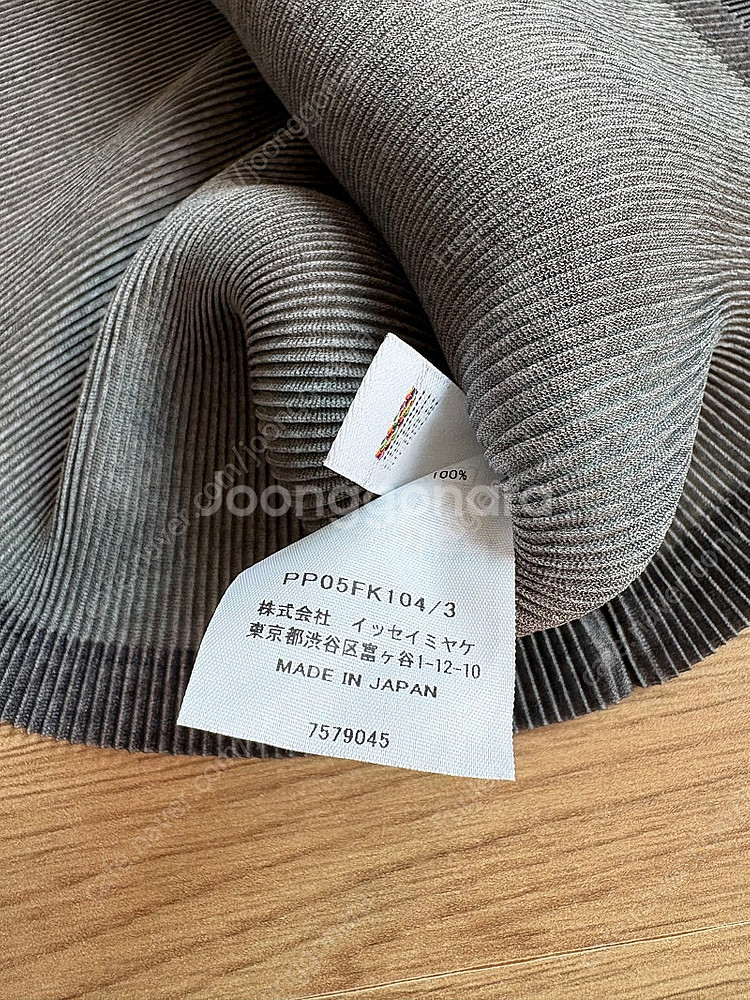 100%
Joonggonara
PP05FK104/3
株式会社 イッセイミヤケ
東京都渋谷区富ヶ谷1-12-10
MADE IN JAPAN
7579045